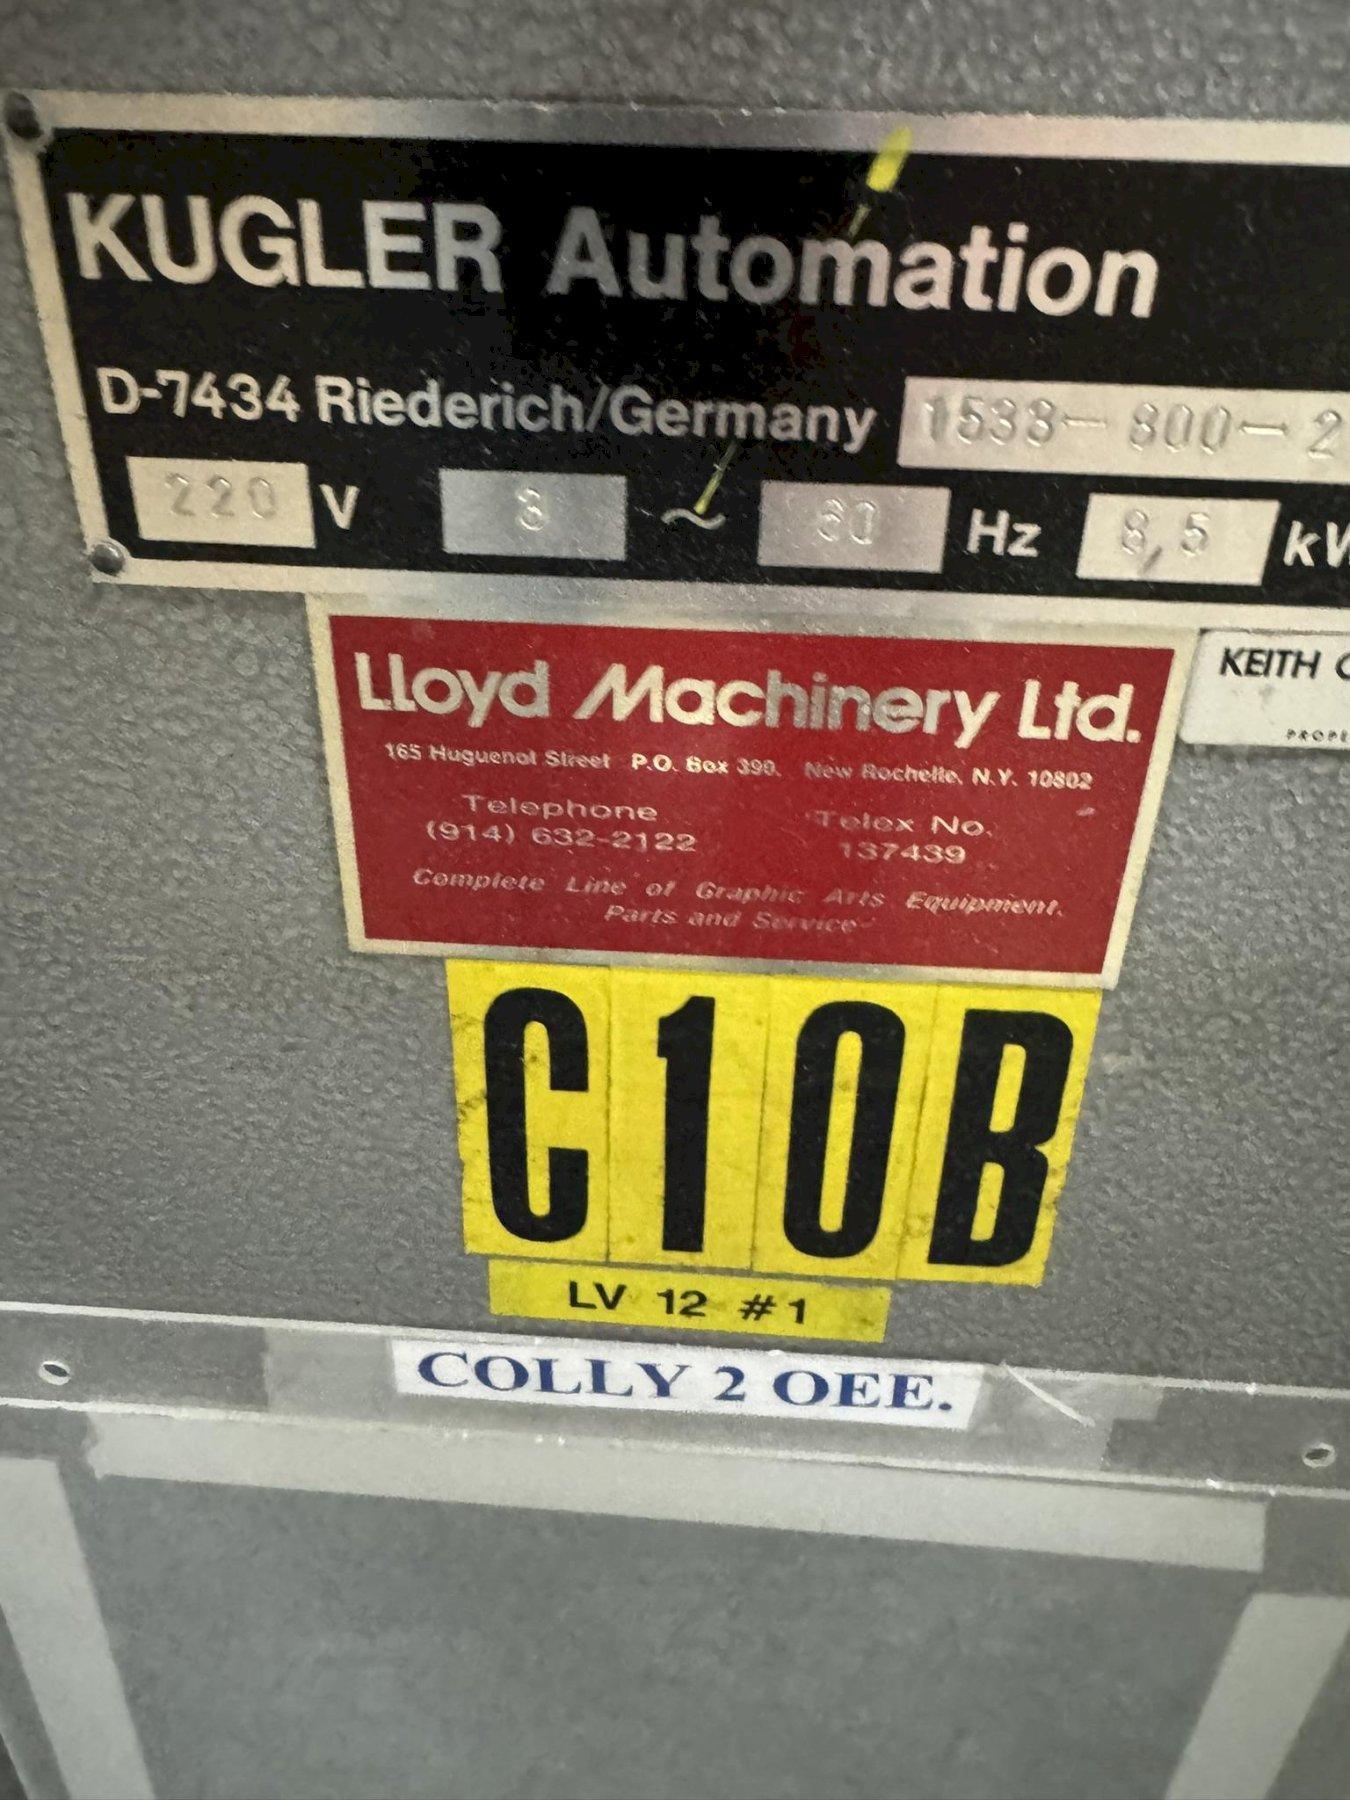 KUGLER Automation
D-7434 Riederich/Germany 1538-800-2
220 V 3 ~ 60 Hz 8,5 kW
Lloyd Machinery Ltd.
165 Huguenot Street P.O. Box 390. New Rochelle, N.Y. 10802
Telephone Telex No.
(914) 632-2122 137439
Complete Line of Graphic Arts Equipment.
Parts and Service
KEITH
C10B
LV 12 #1
COLLY 2 OEE.